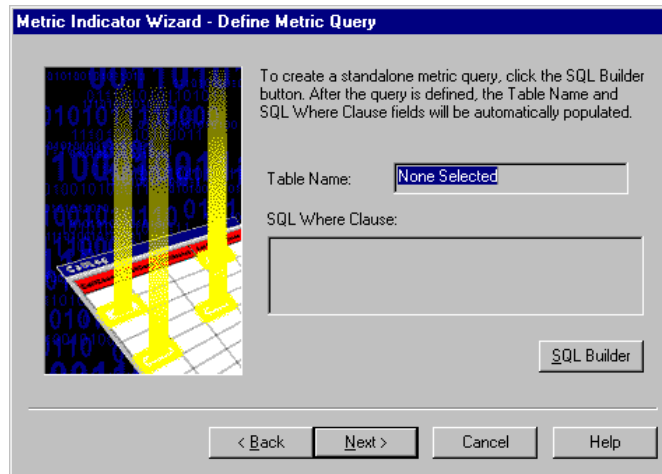 Metric Indicator Wizard - Define Metric Query
To create a standalone metric query, click the SQL Builder
button. After the query is defined, the Table Name and
SQL Where Clause fields will be automatically populated.
Table Name: None Selected
SQL Where Clause:
SQL Builder
< Back Next > Cancel Help